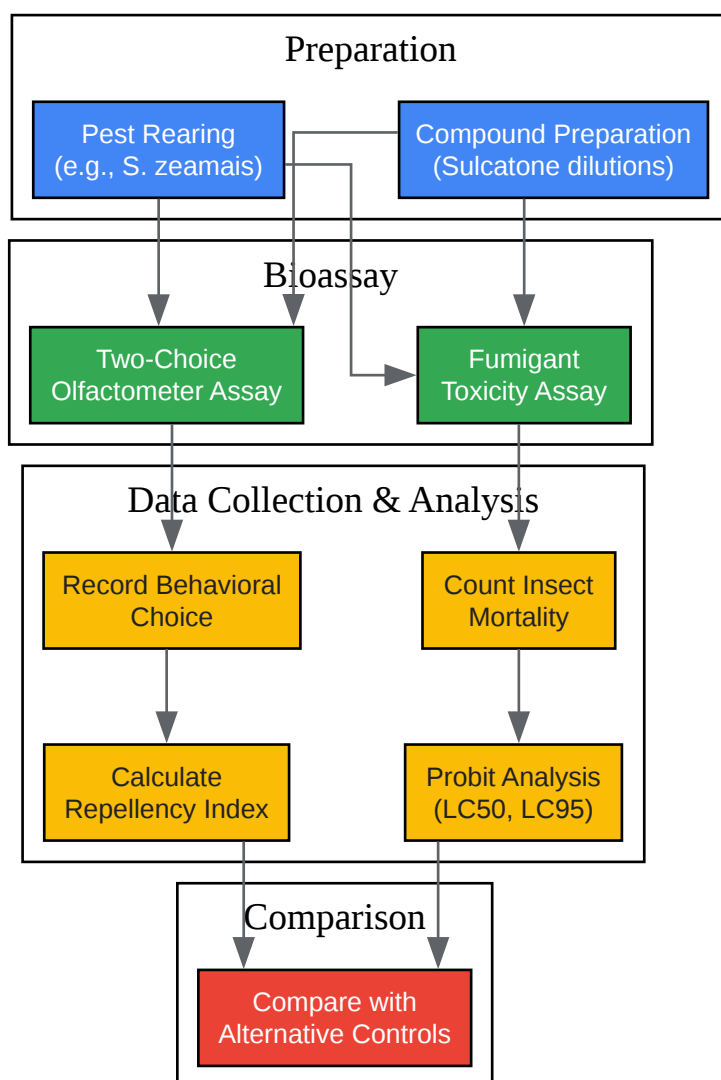 Preparation
Pest Rearing
(e.g., S. zeamais)
Compound Preparation
(Sulcatone dilutions)
Bioassay
Two-Choice
Olfactometer Assay
Fumigant
Toxicity Assay
Data Collection & Analysis
Record Behavioral
Choice
Count Insect
Mortality
Calculate
Repellency Index
Probit Analysis
(LC50, LC95)
Comparison
Compare with
Alternative Controls